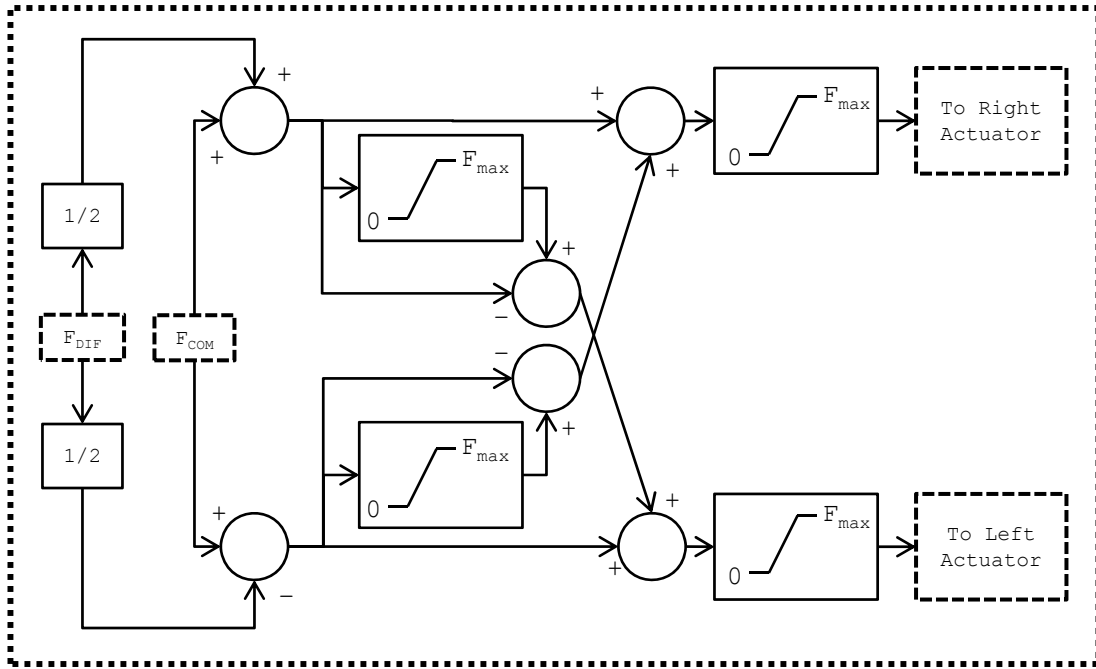 +
+
1/2
F_DIF
F_COM
1/2
+
−
0
F_max
+
−
−
+
0
F_max
+
+
0
F_max
To Right
Actuator
+
+
0
F_max
To Left
Actuator